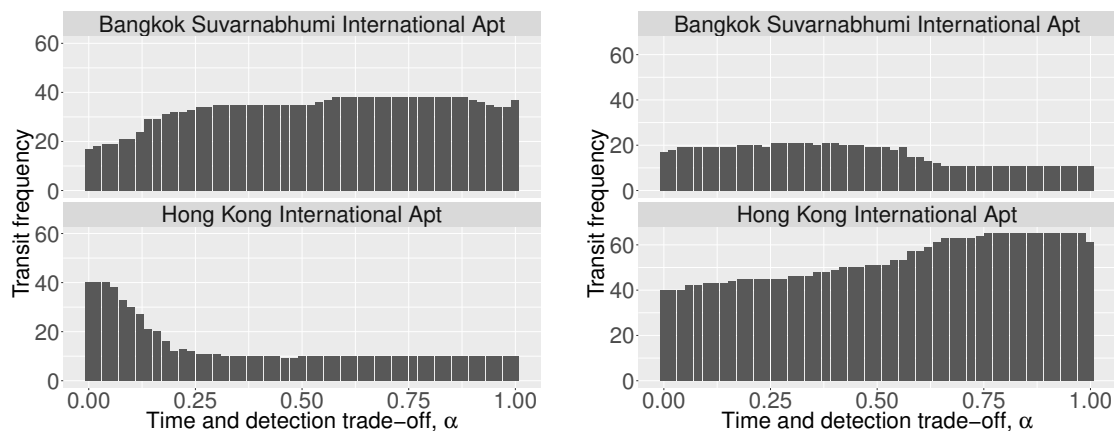 Bangkok Suvarnabhumi International Apt
60
40
20
0
Hong Kong International Apt
60
40
20
0
Transit frequency
0.00 0.25 0.50 0.75 1.00
Time and detection trade−off, α
Bangkok Suvarnabhumi International Apt
60
40
20
0
Hong Kong International Apt
60
40
20
0
Transit frequency
0.00 0.25 0.50 0.75 1.00
Time and detection trade−off, α